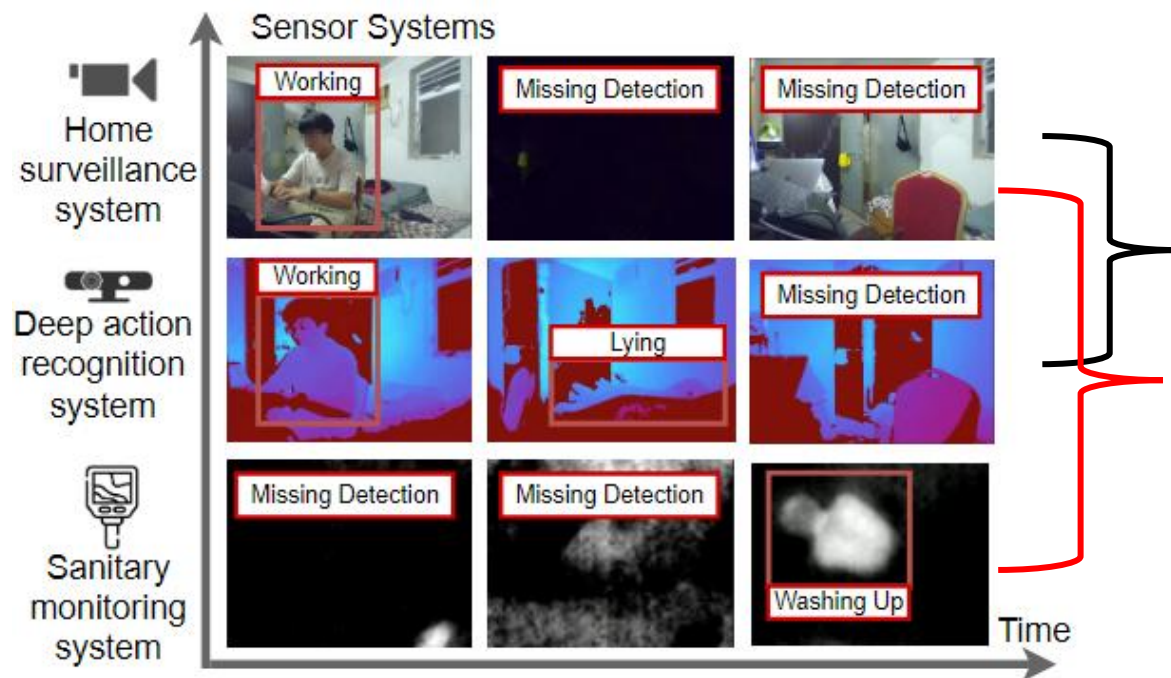 Sensor Systems
Home
surveillance
system
Working
Missing Detection
Missing Detection
Deep action
recognition
system
Working
Lying
Missing Detection
Sanitary
monitoring
system
Missing Detection
Missing Detection
Washing Up
Time